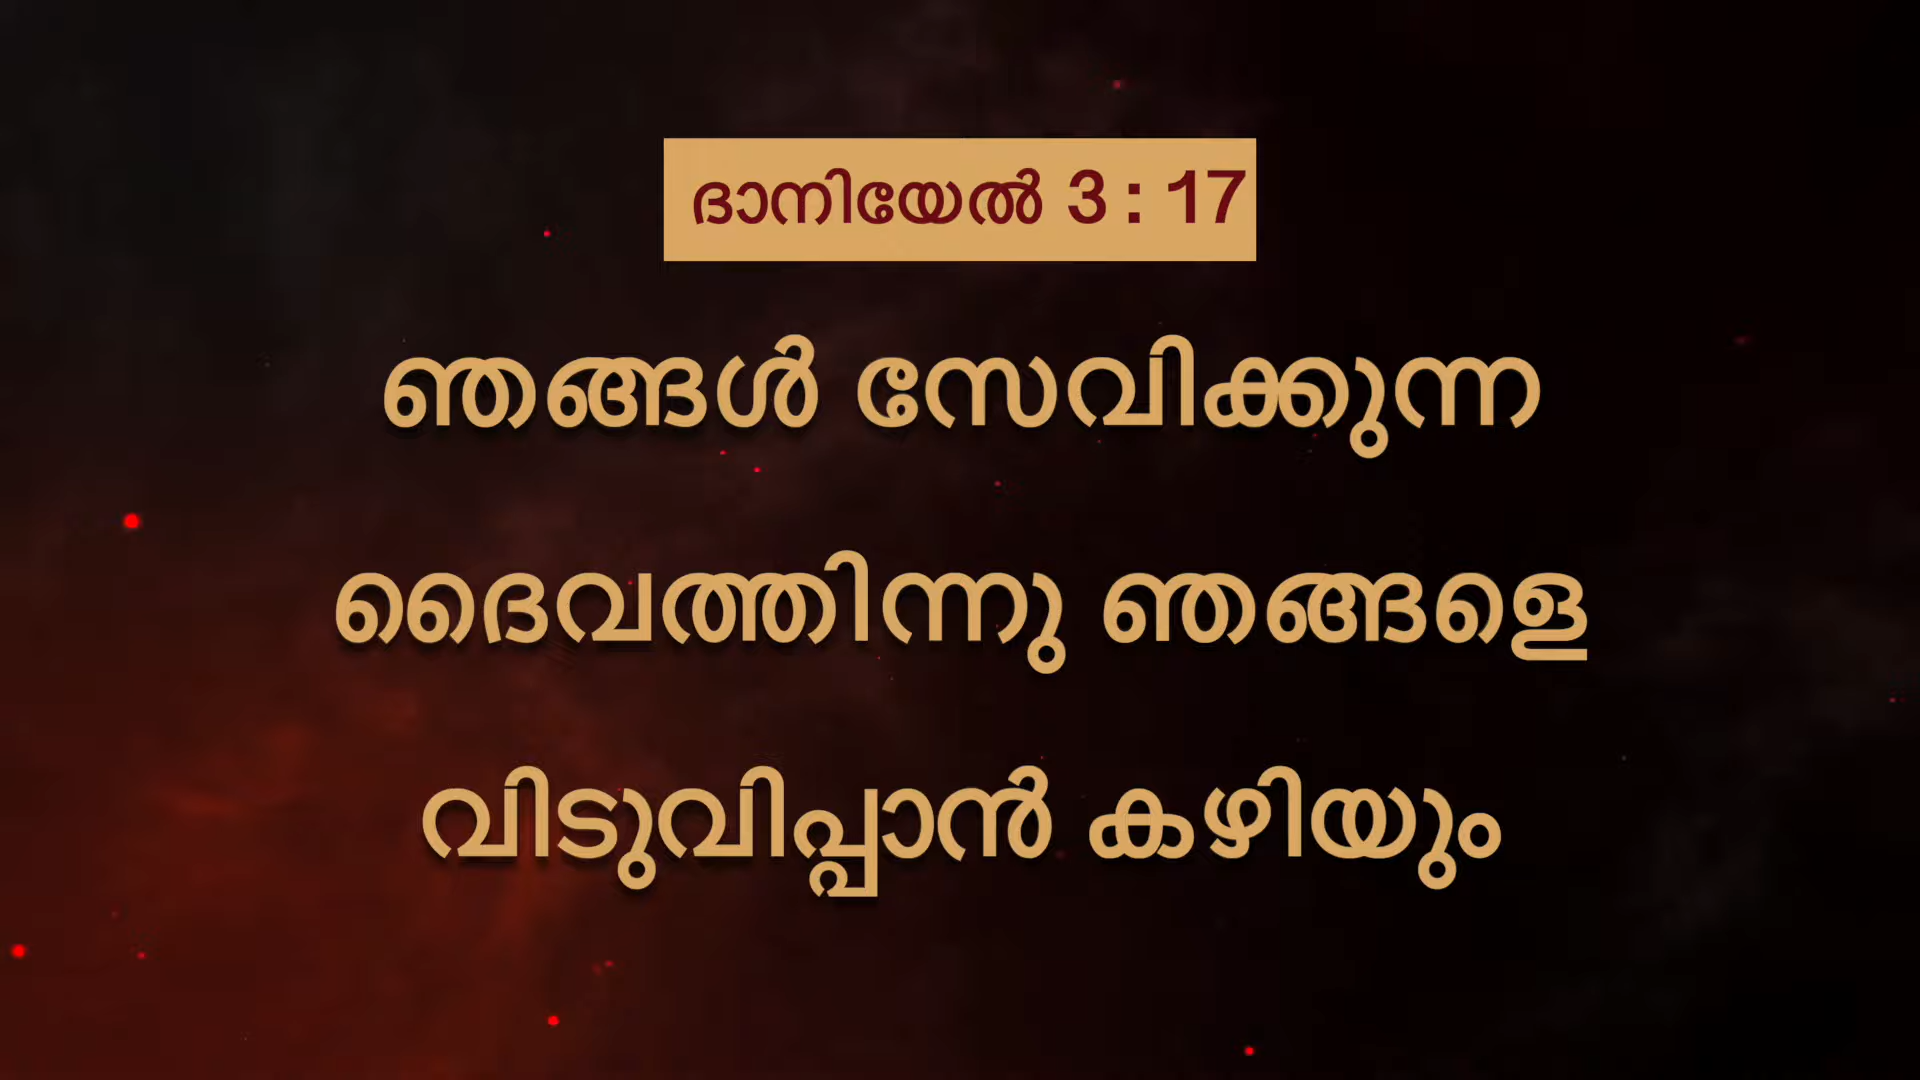 ദാനിയേൽ 3 : 17
ഞങ്ങൾ സേവിക്കുന്ന
ദൈവത്തിന്നു ഞങ്ങളെ
വിടുവിപ്പാൻ കഴിയും